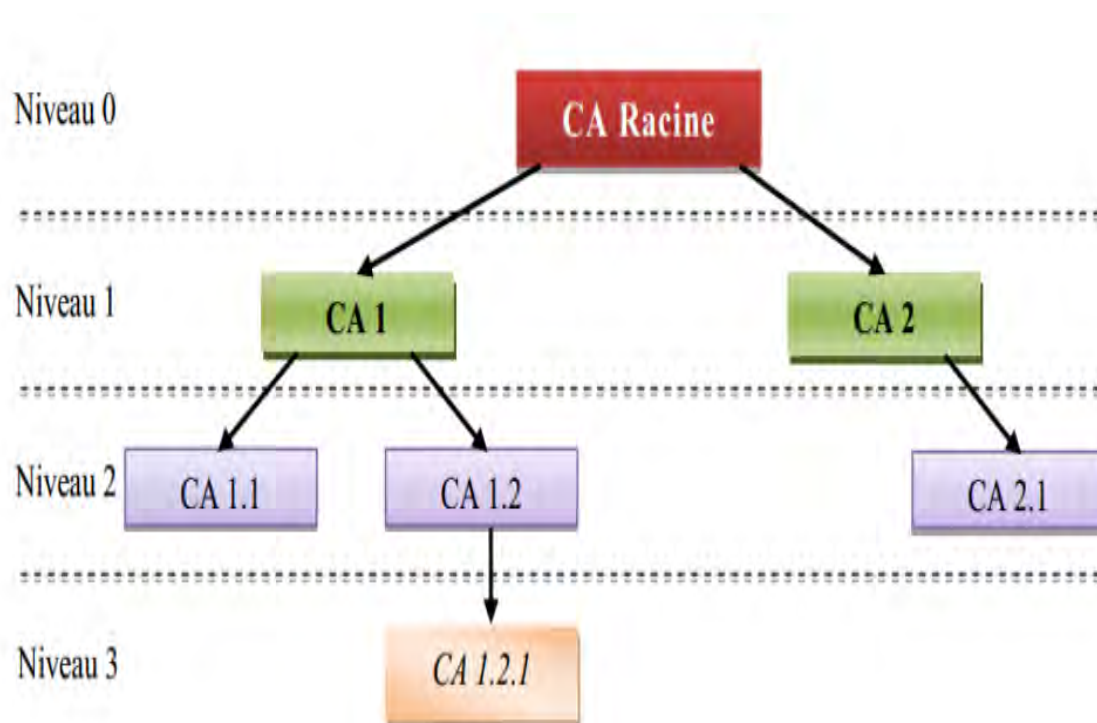 Niveau 0
CA Racine
Niveau 1
CA 1
CA 2
Niveau 2
CA 1.1
CA 1.2
CA 2.1
Niveau 3
CA 1.2.1